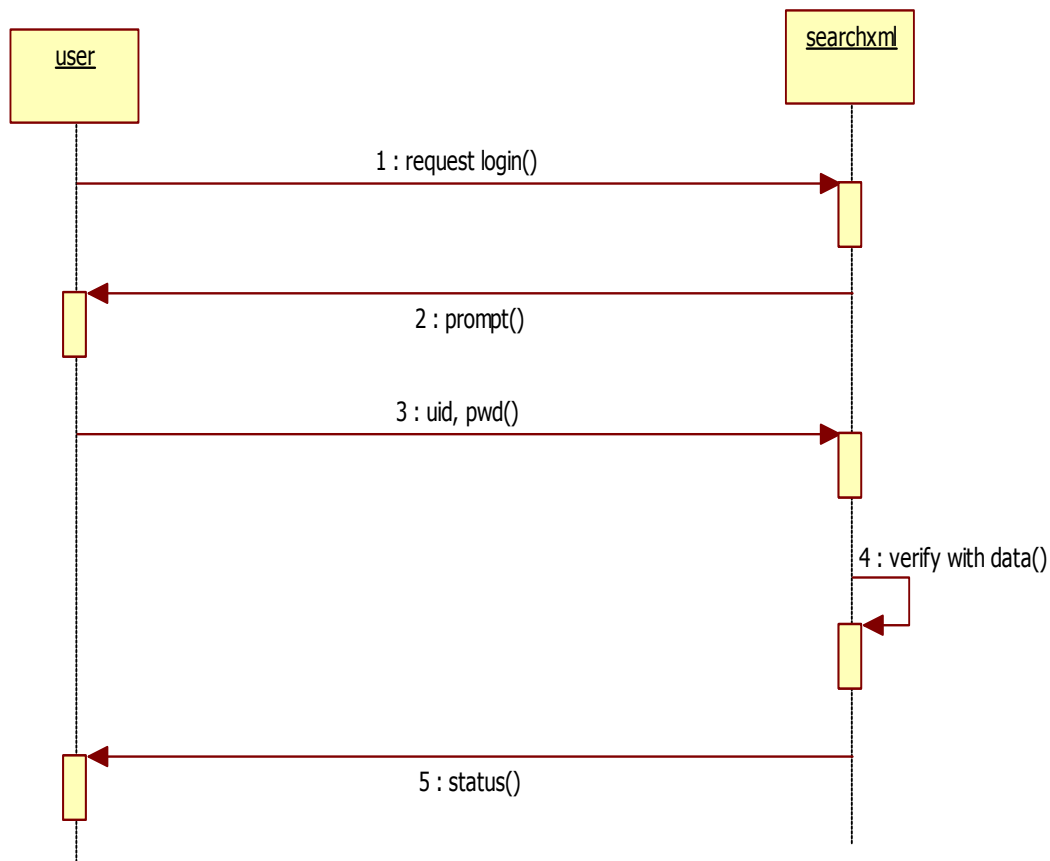 user
searchxml
1 : request login()
2 : prompt()
3 : uid, pwd()
4 : verify with data()
5 : status()